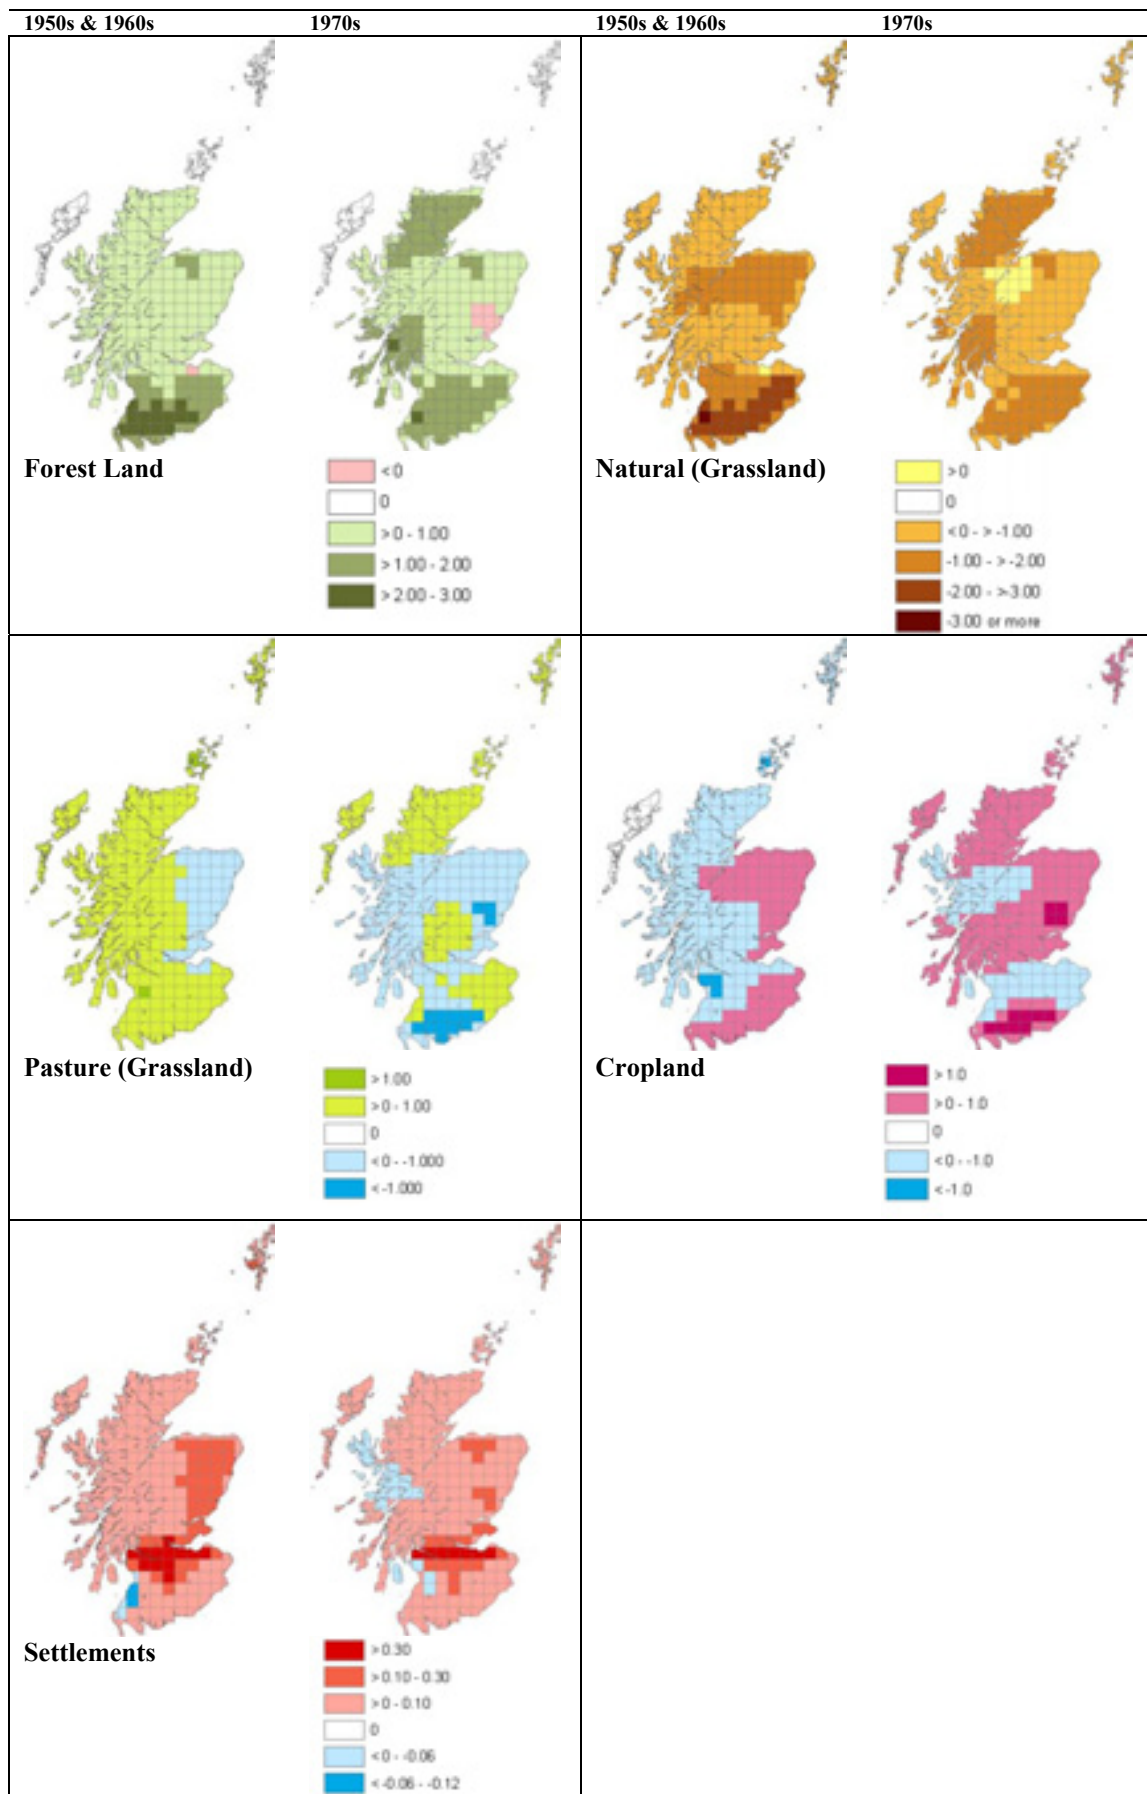 1950s & 1960s 1970s 1950s & 1960s 1970s
Forest Land
< 0
0
> 0 - 1.00
> 1.00 - 2.00
> 2.00 - 3.00
Natural (Grassland)
> 0
0
< 0 - > -1.00
-1.00 - > -2.00
-2.00 - >-3.00
-3.00 or more
Pasture (Grassland)
> 1.00
> 0 - 1.00
0
< 0 - -1.000
< -1.000
Cropland
> 1.0
> 0 - 1.0
0
< 0 - -1.0
< -1.0
Settlements
> 0.30
> 0.10 - 0.30
> 0 - 0.10
0
< 0 - -0.06
< -0.06 - -0.12